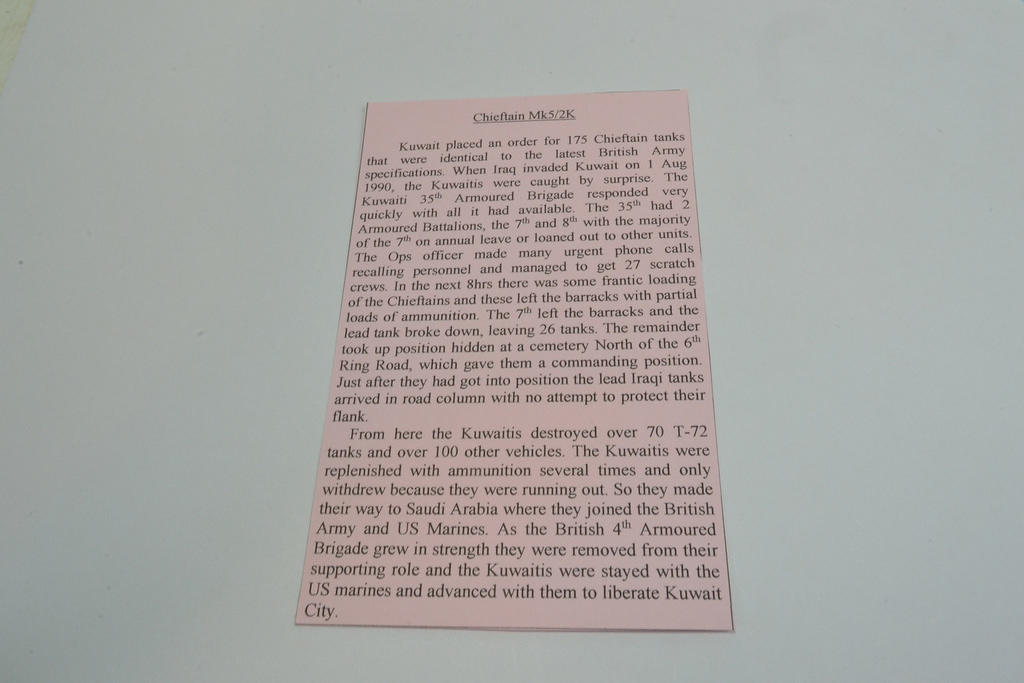 Chieftain Mk5/2K
Kuwait placed an order for 175 Chieftain tanks
that were identical to the latest British Army
specifications. When Iraq invaded Kuwait on 1 Aug
1990, the Kuwaitis were caught by surprise. The
Kuwaiti 35th Armoured Brigade responded very
quickly with all it had available. The 35th had 2
Armoured Battalions, the 7th and 8th with the majority
of the 7th on annual leave or loaned out to other units.
The Ops officer made many urgent phone calls
recalling personnel and managed to get 27 scratch
crews. In the next 8hrs there was some frantic loading
of the Chieftains and these left the barracks with partial
loads of ammunition. The 7th left the barracks and the
lead tank broke down, leaving 26 tanks. The remainder
took up position hidden at a cemetery North of the 6th
Ring Road, which gave them a commanding position.
Just after they had got into position the lead Iraqi tanks
arrived in road column with no attempt to protect their
flank.
From here the Kuwaitis destroyed over 70 T-72
tanks and over 100 other vehicles. The Kuwaitis were
replenished with ammunition several times and only
withdrew because they were running out. So they made
their way to Saudi Arabia where they joined the British
Army and US Marines. As the British 4th Armoured
Brigade grew in strength they were removed from their
supporting role and the Kuwaitis were stayed with the
US marines and advanced with them to liberate Kuwait
City.